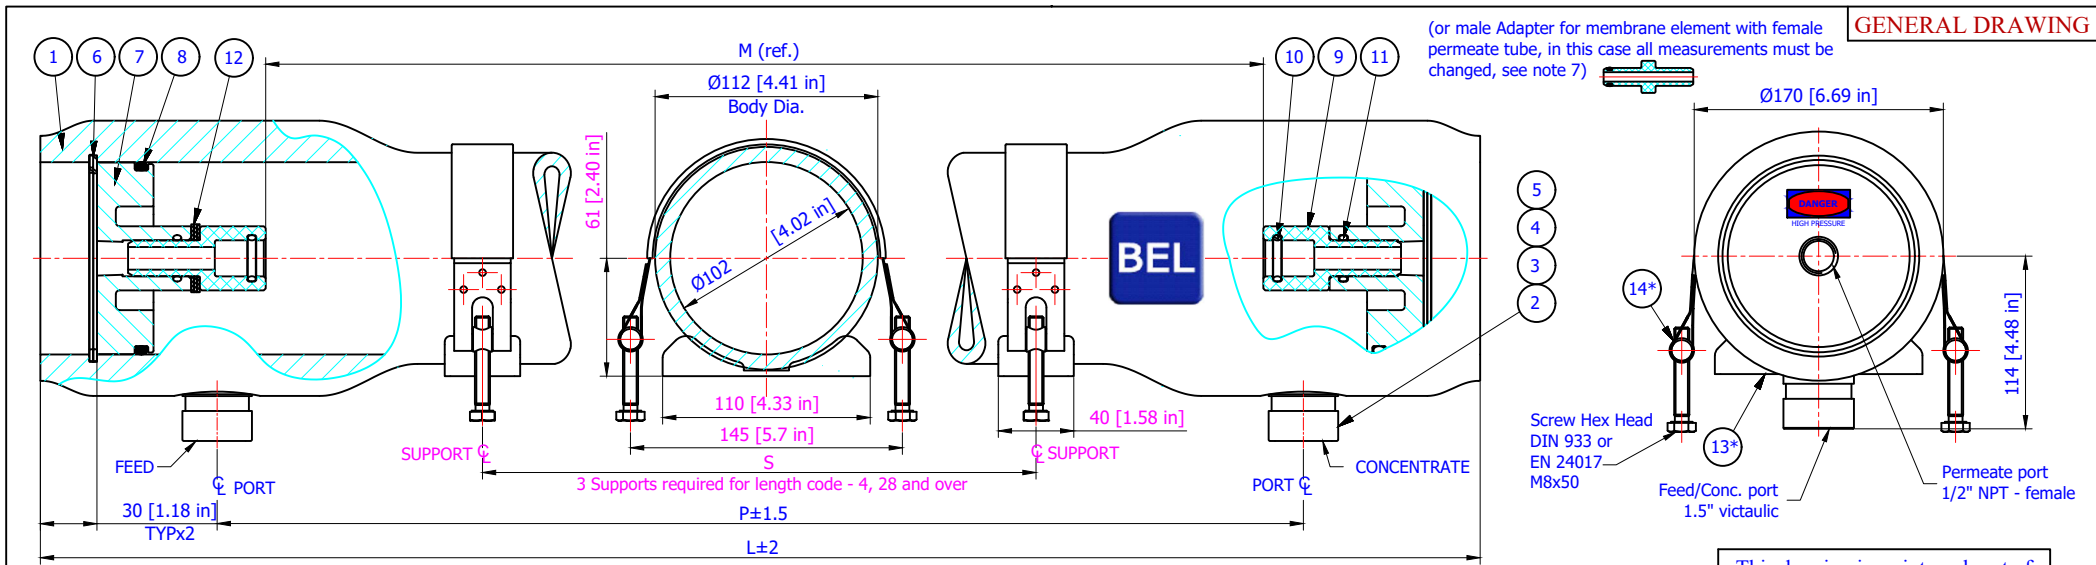 GENERAL DRAWING
(or male Adapter for membrane element with female
permeate tube, in this case all measurements must be
changed, see note 7)
1
6
7
8
12
M (ref.)
10
9
11
Ø112 [4.41 in]
Body Dia.
Ø170 [6.69 in]
61 [2.40 in]
Ø102 [4.02 in]
BEL
DANGER
HIGH PRESSURE
5
4
3
2
14*
13*
114 [4.48 in]
110 [4.33 in]
145 [5.7 in]
40 [1.58 in]
SUPPORT ℄
S
℄ SUPPORT
3 Supports required for length code - 4, 28 and over
FEED
℄ PORT
CONCENTRATE
PORT ℄
Screw Hex Head
DIN 933 or
EN 24017
M8x50
Feed/Conc. port
1.5" victaulic
Permeate port
1/2" NPT - female
30 [1.18 in]
TYPx2
P±1.5
L±2